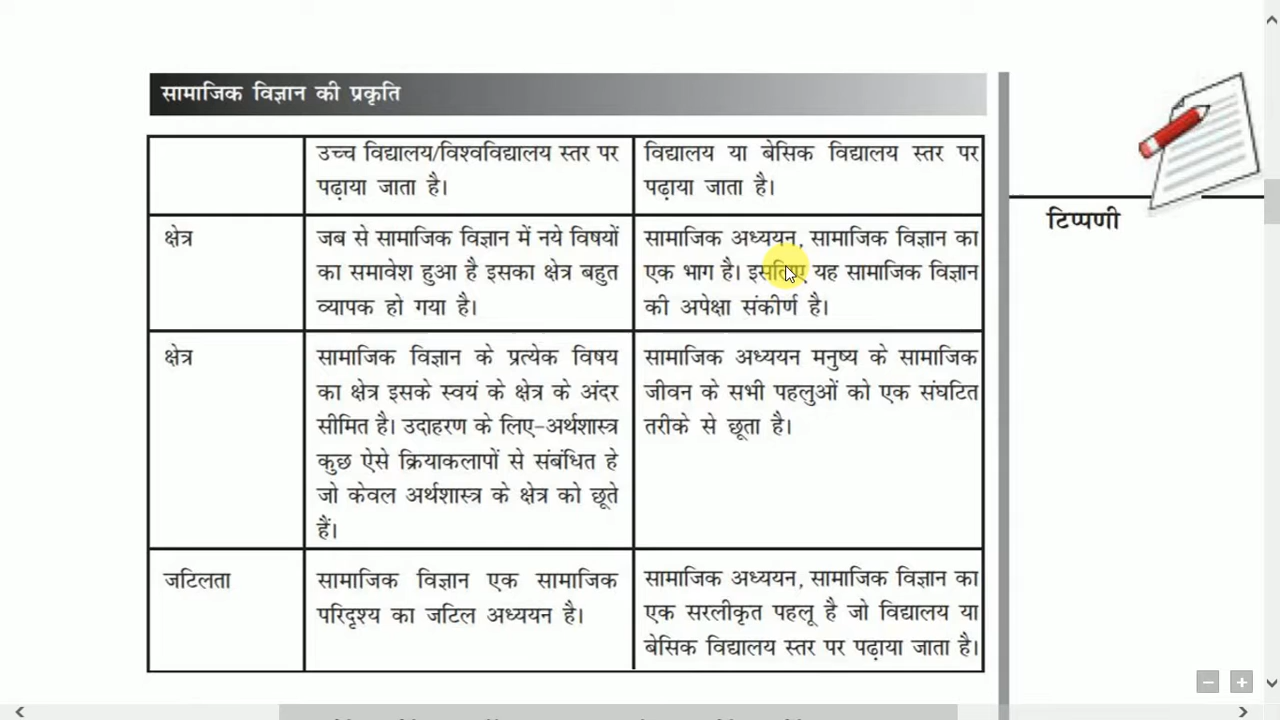 सामाजिक विज्ञान की प्रकृति
उच्च विद्यालय/विश्वविद्यालय स्तर पर
पढ़ाया जाता है।
विद्यालय या बेसिक विद्यालय स्तर पर
पढ़ाया जाता है।
टिप्पणी
क्षेत्र
जब से सामाजिक विज्ञान में नये विषयों
का समावेश हुआ है इसका क्षेत्र बहुत
व्यापक हो गया है।
सामाजिक अध्ययन, सामाजिक विज्ञान का
एक भाग है। इसलिए यह सामाजिक विज्ञान
की अपेक्षा संकीर्ण है।
क्षेत्र
सामाजिक विज्ञान के प्रत्येक विषय
का क्षेत्र इसके स्वयं के क्षेत्र के अंदर
सीमित है। उदाहरण के लिए–अर्थशास्त्र
कुछ ऐसे क्रियाकलापों से संबंधित हे
जो केवल अर्थशास्त्र के क्षेत्र को छूते
हैं।
सामाजिक अध्ययन मनुष्य के सामाजिक
जीवन के सभी पहलुओं को एक संघटित
तरीके से छूता है।
जटिलता
सामाजिक विज्ञान एक सामाजिक
परिदृश्य का जटिल अध्ययन है।
सामाजिक अध्ययन, सामाजिक विज्ञान का
एक सरलीकृत पहलू है जो विद्यालय या
बेसिक विद्यालय स्तर पर पढ़ाया जाता है।